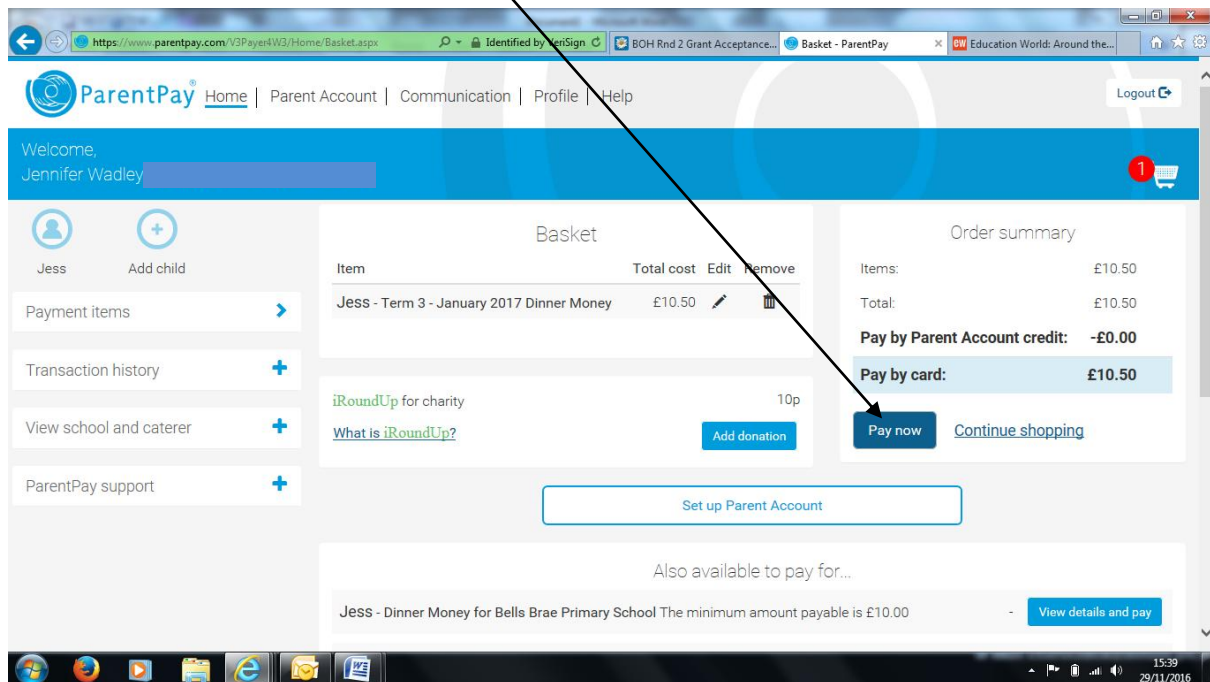 https://www.parentpay.com/V3Payer4W3/Home/Basket.aspx Identified by VeriSign BOH Rnd 2 Grant Acceptance... Basket - ParentPay Education World: Around the...
ParentPay Home | Parent Account | Communication | Profile | Help Logout
Welcome,
Jennifer Wadley
1
Jess Add child
Payment items
Transaction history
View school and caterer
ParentPay support
Basket
Item Total cost Edit Remove
Jess - Term 3 - January 2017 Dinner Money £10.50
iRoundUp for charity 10p
What is iRoundUp? Add donation
Order summary
Items: £10.50
Total: £10.50
Pay by Parent Account credit: -£0.00
Pay by card: £10.50
Pay now Continue shopping
Set up Parent Account
Also available to pay for...
Jess - Dinner Money for Bells Brae Primary School The minimum amount payable is £10.00 - View details and pay
15:39
29/11/2016